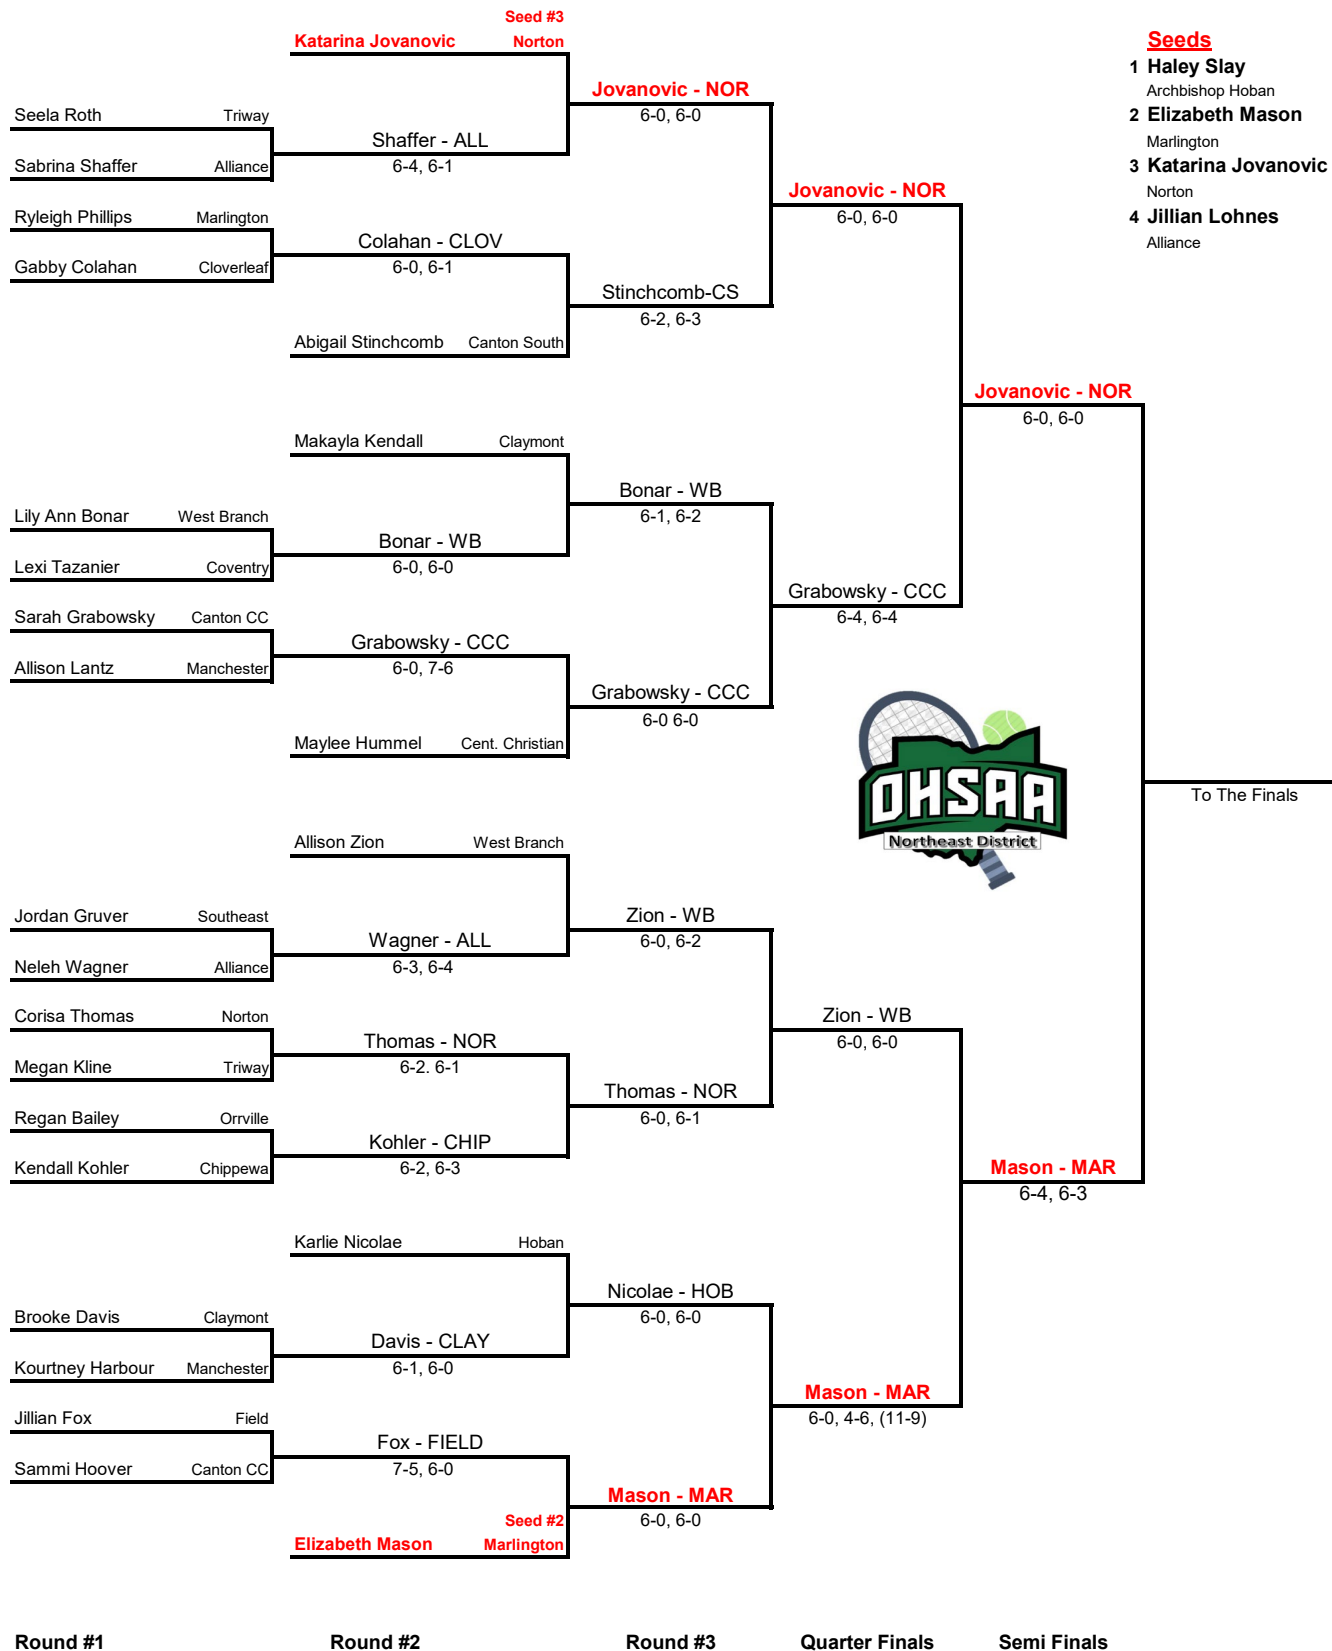 Seed #3
Katarina Jovanovic Norton
Seeds
1 Haley Slay
Archbishop Hoban
2 Elizabeth Mason
Marlington
3 Katarina Jovanovic
Norton
4 Jillian Lohnes
Alliance
Jovanovic - NOR
6-0, 6-0
Seela Roth Triway
Shaffer - ALL
6-4, 6-1
Sabrina Shaffer Alliance
Jovanovic - NOR
6-0, 6-0
Ryleigh Phillips Marlington
Colahan - CLOV
6-0, 6-1
Gabby Colahan Cloverleaf
Stinchcomb-CS
6-2, 6-3
Abigail Stinchcomb Canton South
Jovanovic - NOR
6-0, 6-0
Makayla Kendall Claymont
Bonar - WB
6-1, 6-2
Lily Ann Bonar West Branch
Bonar - WB
6-0, 6-0
Lexi Tazanier Coventry
Grabowsky - CCC
6-4, 6-4
Sarah Grabowsky Canton CC
Grabowsky - CCC
6-0, 7-6
Allison Lantz Manchester
Grabowsky - CCC
6-0 6-0
Maylee Hummel Cent. Christian
OHSAA
Northeast District
To The Finals
Allison Zion West Branch
Zion - WB
6-0, 6-2
Jordan Gruver Southeast
Wagner - ALL
6-3, 6-4
Neleh Wagner Alliance
Zion - WB
6-0, 6-0
Corisa Thomas Norton
Thomas - NOR
6-2. 6-1
Megan Kline Triway
Thomas - NOR
6-0, 6-1
Regan Bailey Orrville
Kohler - CHIP
6-2, 6-3
Kendall Kohler Chippewa
Mason - MAR
6-4, 6-3
Karlie Nicolae Hoban
Nicolae - HOB
6-0, 6-0
Brooke Davis Claymont
Davis - CLAY
6-1, 6-0
Kourtney Harbour Manchester
Mason - MAR
6-0, 4-6, (11-9)
Jillian Fox Field
Fox - FIELD
7-5, 6-0
Sammi Hoover Canton CC
Mason - MAR
6-0, 6-0
Seed #2
Elizabeth Mason Marlington
Round #1 Round #2 Round #3 Quarter Finals Semi Finals